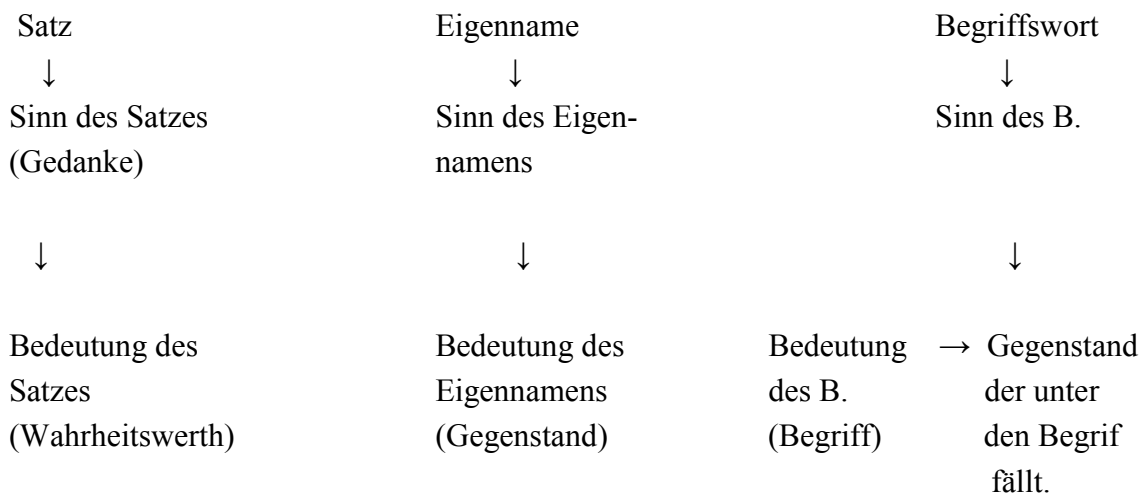 Satz Eigenname Begriffswort
↓ ↓ ↓
Sinn des Satzes Sinn des Eigen- Sinn des B.
(Gedanke) namens
↓ ↓ ↓
Bedeutung des Bedeutung des Bedeutung → Gegenstand
Satzes Eigennamens des B. der unter
(Wahrheitswerth) (Gegenstand) (Begriff) den Begrif
fällt.